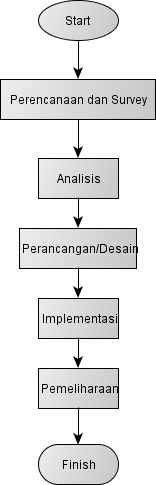 Start
Perencanaan dan Survey
Analisis
Perancangan/Desain
Implementasi
Pemeliharaan
Finish